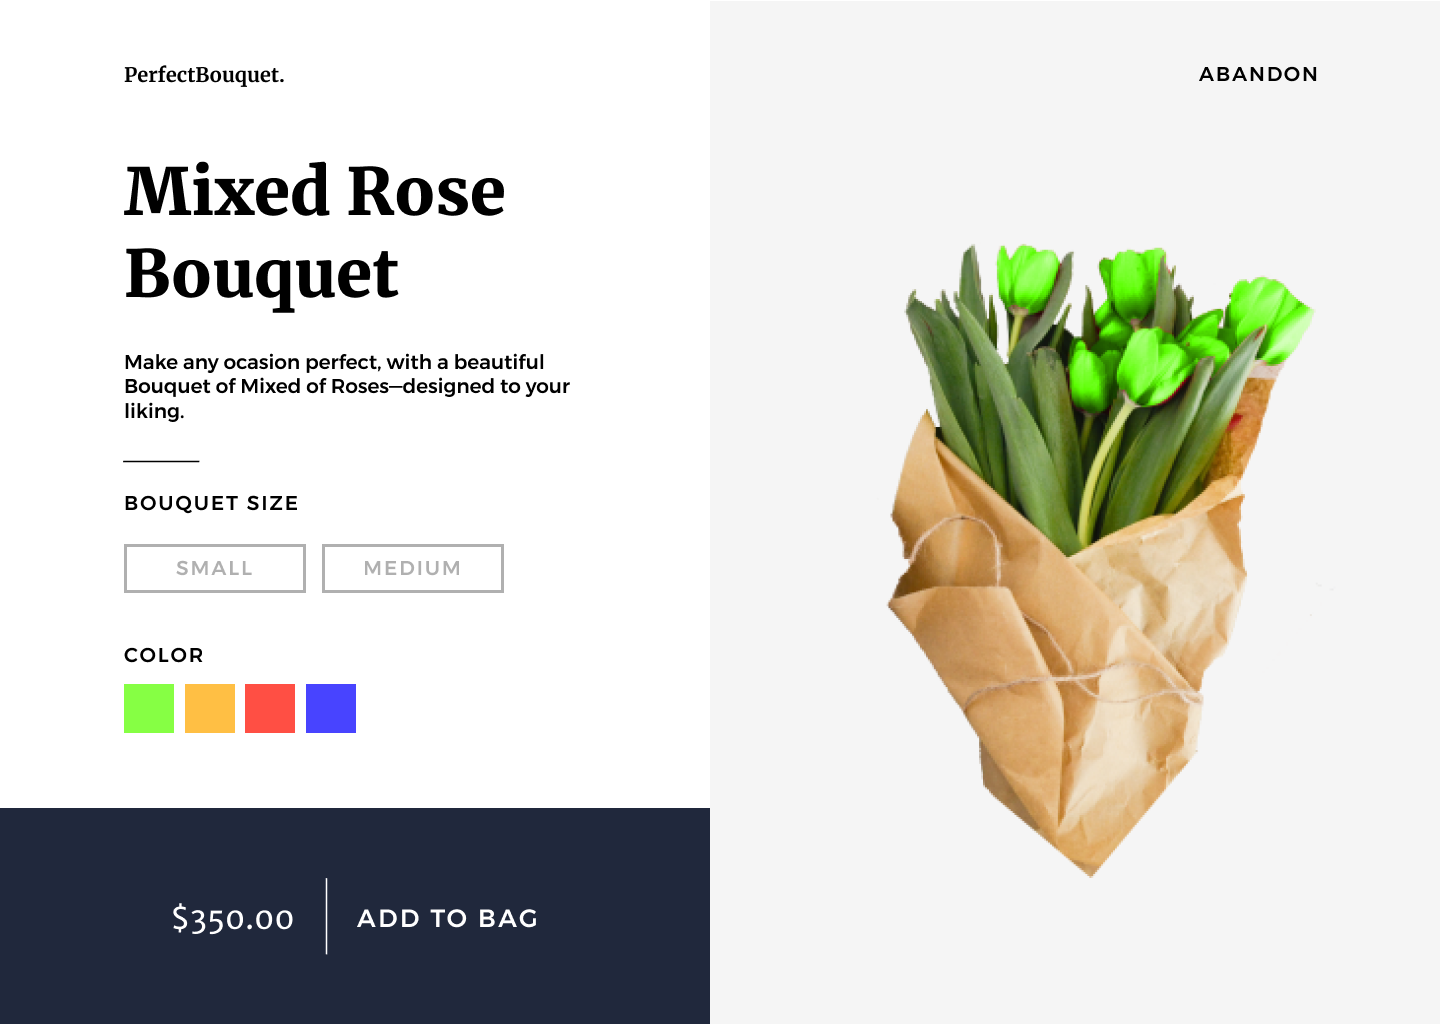 PerfectBouquet.
ABANDON
Mixed Rose
Bouquet
Make any ocasion perfect, with a beautiful
Bouquet of Mixed of Roses—designed to your
liking.
BOUQUET SIZE
SMALL
MEDIUM
COLOR
$350.00
ADD TO BAG